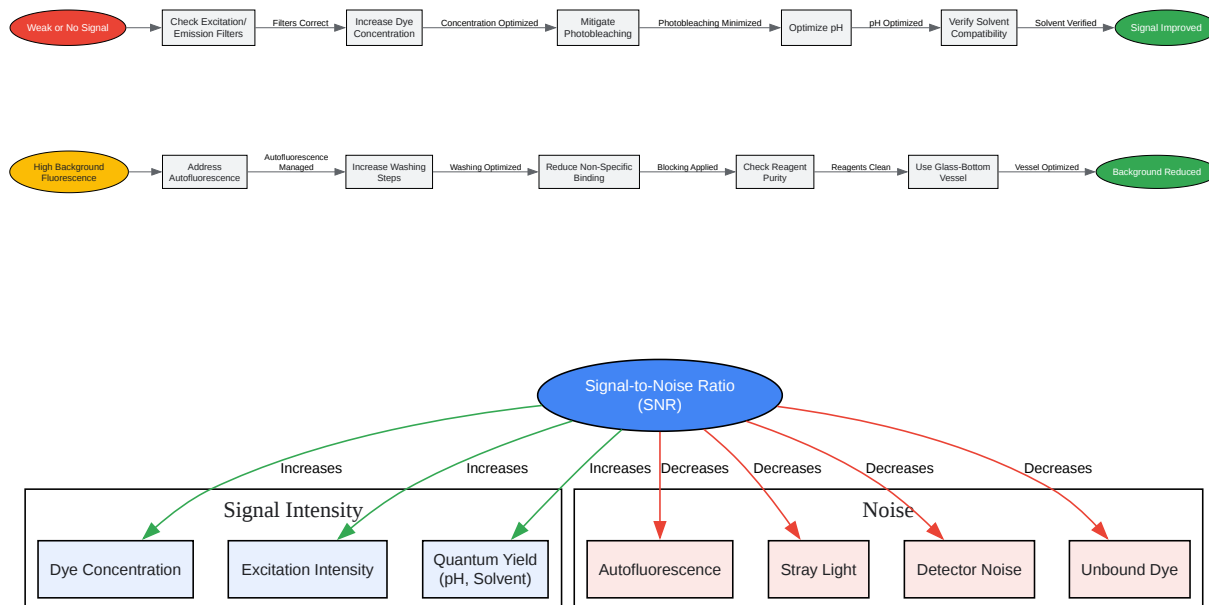 Weak or No Signal
Check Excitation/
Emission Filters
Filters Correct
Increase Dye
Concentration
Concentration Optimized
Mitigate
Photobleaching
Photobleaching Minimized
Optimize pH
pH Optimized
Verify Solvent
Compatibility
Solvent Verified
Signal Improved
High Background
Fluorescence
Address
Autofluorescence
Autofluorescence
Managed
Increase Washing
Steps
Washing Optimized
Reduce Non-Specific
Binding
Blocking Applied
Check Reagent
Purity
Reagents Clean
Use Glass-Bottom
Vessel
Vessel Optimized
Background Reduced
Signal-to-Noise Ratio
(SNR)
Increases
Increases
Increases
Decreases
Decreases
Decreases
Decreases
Signal Intensity
Noise
Dye Concentration
Excitation Intensity
Quantum Yield
(pH, Solvent)
Autofluorescence
Stray Light
Detector Noise
Unbound Dye